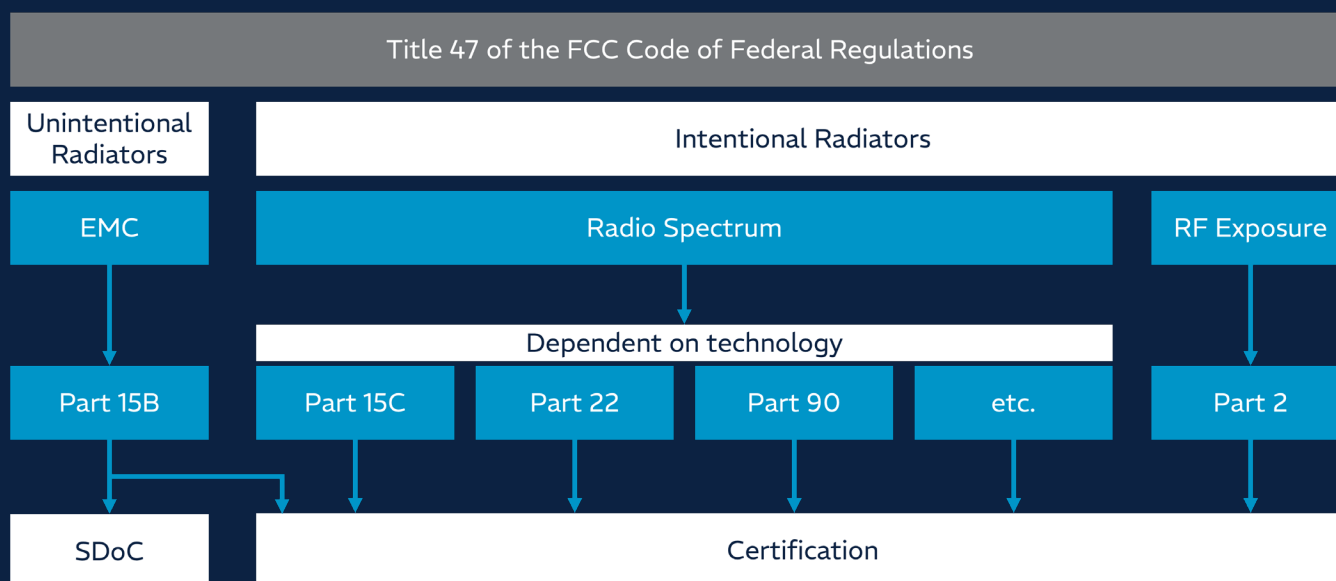 Title 47 of the FCC Code of Federal Regulations
Unintentional
Radiators
Intentional Radiators
EMC
Radio Spectrum
RF Exposure
Dependent on technology
Part 15B
Part 15C
Part 22
Part 90
etc.
Part 2
SDoC
Certification